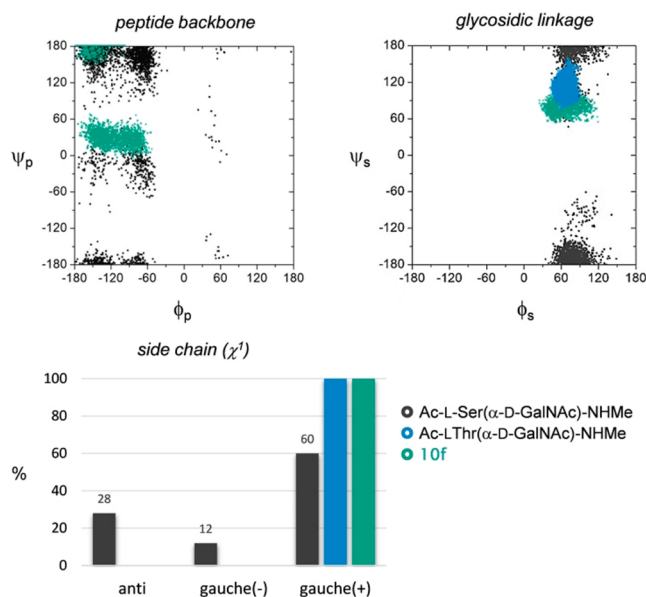 peptide backbone
180
120
60
0
-60
-120
-180
-180 -120 -60 0 60 120 180
ψp
ϕp
glycosidic linkage
180
120
60
0
-60
-120
-180
-180 -120 -60 0 60 120 180
ψs
ϕs
side chain (χ¹)
100
80
60
40
20
0
%
28
12
60
anti gauche(-) gauche(+)
Ac-L-Ser(α-D-GalNAc)-NHMe
Ac-LThr(α-D-GalNAc)-NHMe
10f